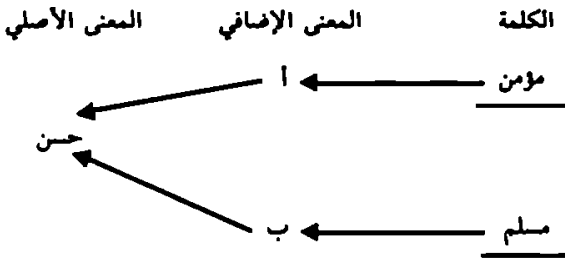 الكلمة المعنى الإضافي المعنى الأصلي
مؤمن أ
حسن
مسلم ب